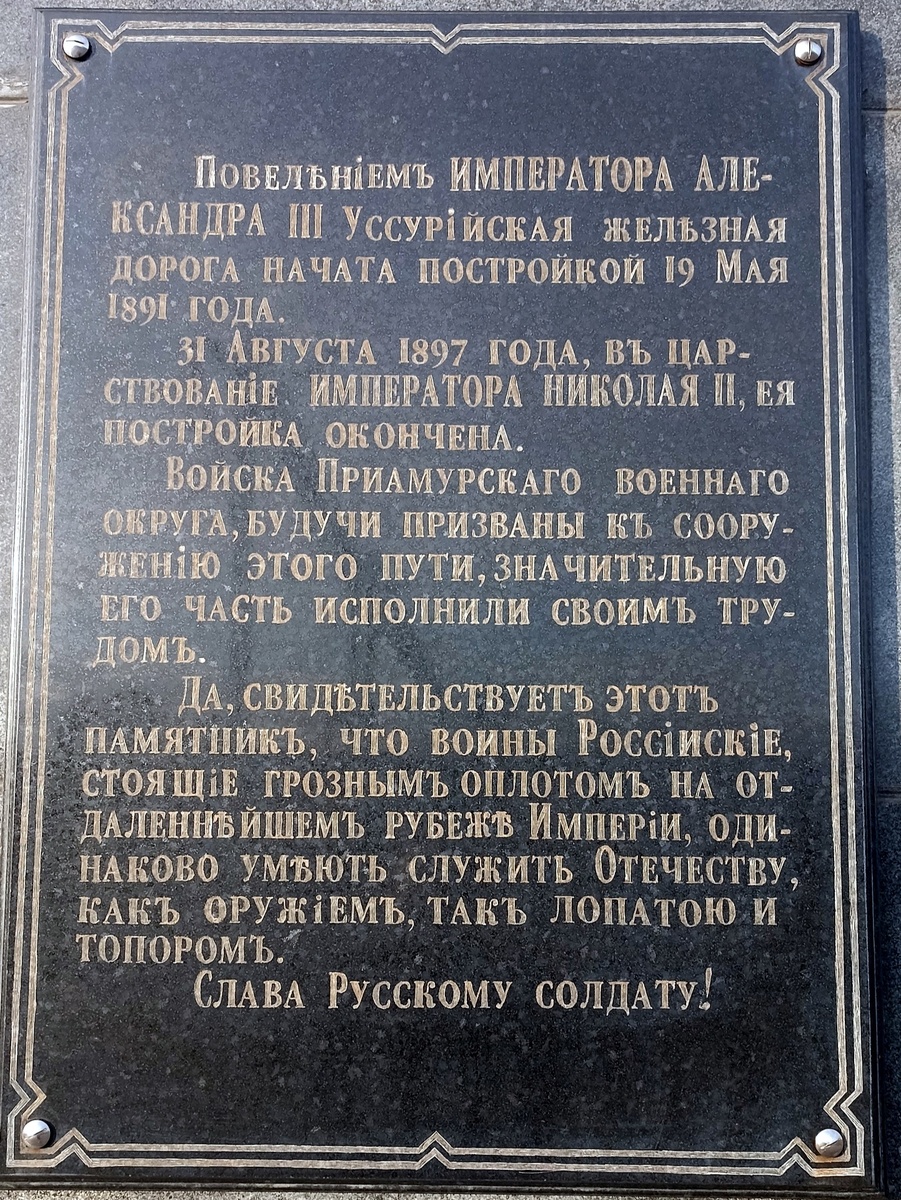 Повелѣніемъ ИМПЕРАТОРА АЛЕ-
КСАНДРА III Уссурійская желѣзная
дорога начата постройкой 19 Мая
1891 года.
31 Августа 1897 года, въ цар-
ствованіе ИМПЕРАТОРА НИКОЛАЯ II, ея
постройка окончена.
Войска Приамурскаго военнаго
округа, будучи призваны къ соору-
женію этого пути, значительную
его часть исполнили своимъ тру-
домъ.
Да, свидѣтельствуетъ этотъ
памятникъ, что воины Россійскіе,
стоящіе грознымъ оплотомъ на от-
даленнѣйшемъ рубежѣ Имперіи, оди-
наково умѣютъ служить Отечеству,
какъ оружіемъ, такъ лопатою и
топоромъ.
Слава Русскому солдату!